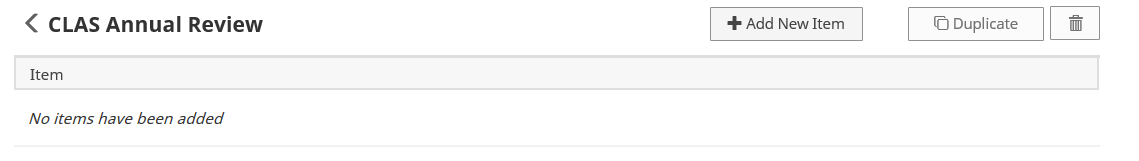 CLAS Annual Review
Add New Item
Duplicate
Item
No items have been added